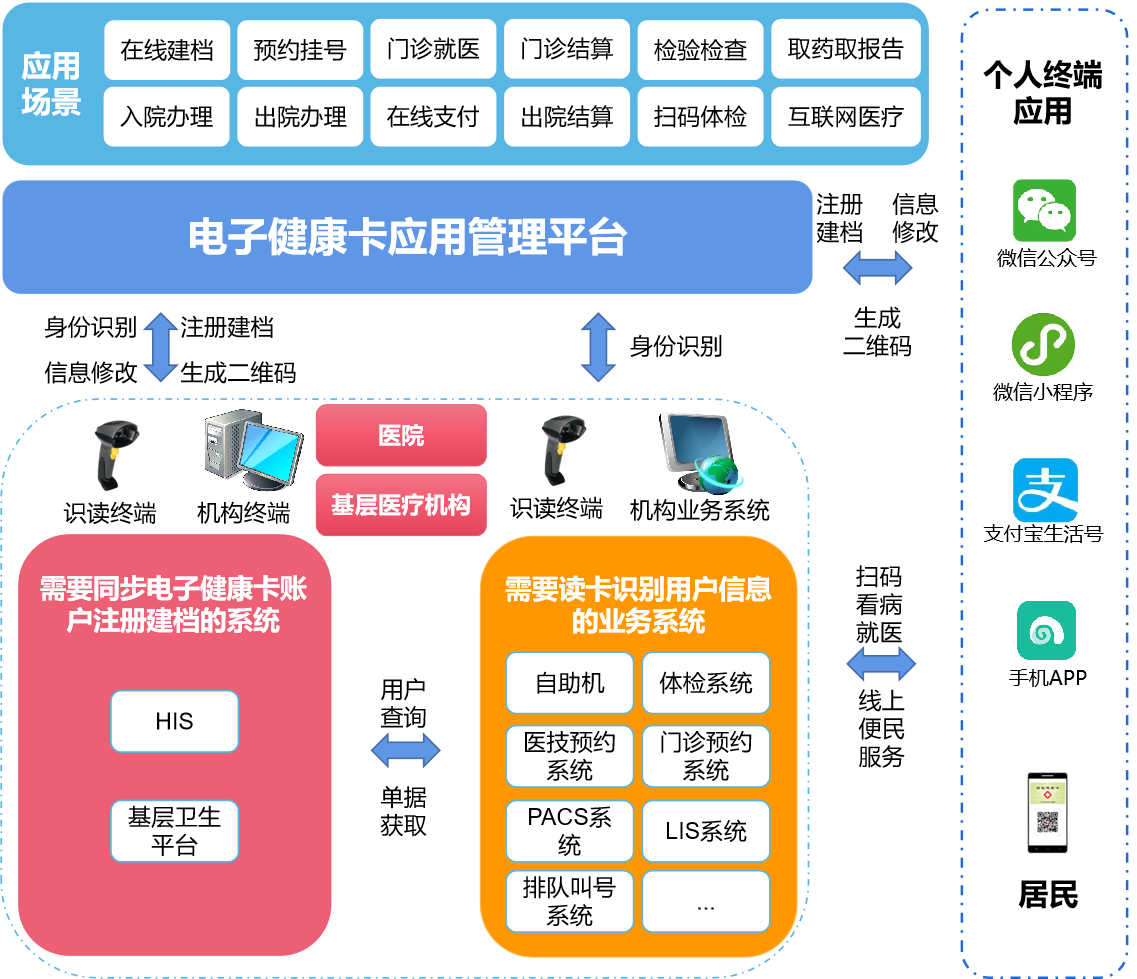 应用
场景
在线建档
预约挂号
门诊就医
门诊结算
检验检查
取药取报告
入院办理
出院办理
在线支付
出院结算
扫码体检
互联网医疗
电子健康卡应用管理平台
注册
建档
信息
修改
生成
二维码
身份识别
注册建档
信息修改
生成二维码
身份识别
识读终端
机构终端
医院
基层医疗机构
识读终端
机构业务系统
需要同步电子健康卡账
户注册建档的系统
HIS
基层卫生
平台
用户
查询
单据
获取
需要读卡识别用户信息
的业务系统
自助机
体检系统
医技预约
系统
门诊预约
系统
PACS系
统
LIS系统
排队叫号
系统
...
扫码
看病
就医
线上
便民
服务
个人终端
应用
微信公众号
微信小程序
支
支付宝生活号
手机APP
居民